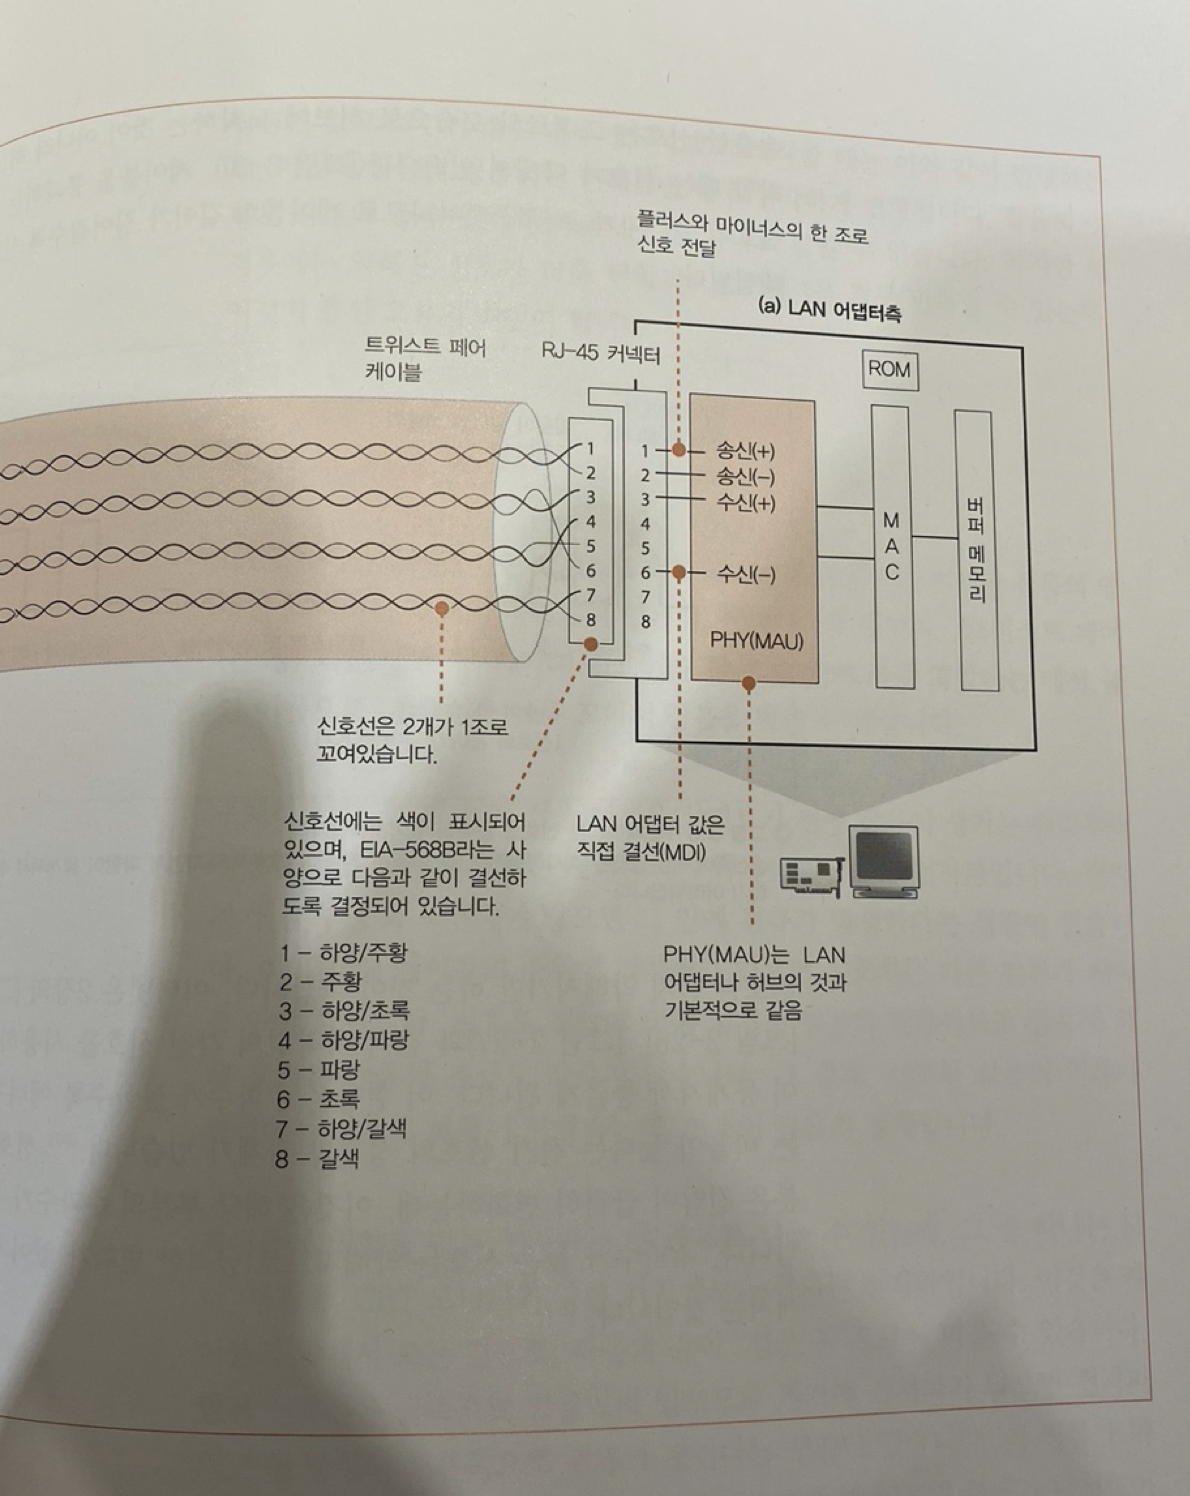 플러스와 마이너스의 한 조로
신호 전달
(a) LAN 어댑터측
트위스트 페어
케이블
RJ-45 커넥터
ROM
1
2
3
4
5
6
7
8
1
2
3
4
5
6
7
8
송신(+)
송신(-)
수신(+)
수신(-)
PHY(MAU)
MAC
버퍼 메모리
신호선은 2개가 1조로
꼬여있습니다.
신호선에는 색이 표시되어
있으며, EIA-568B라는 사
양으로 다음과 같이 결선하
도록 결정되어 있습니다.
1 - 하양/주황
2 - 주황
3 - 하양/초록
4 - 하양/파랑
5 - 파랑
6 - 초록
7 - 하양/갈색
8 - 갈색
LAN 어댑터 값은
직접 결선(MDI)
PHY(MAU)는 LAN
어댑터나 허브의 것과
기본적으로 같음